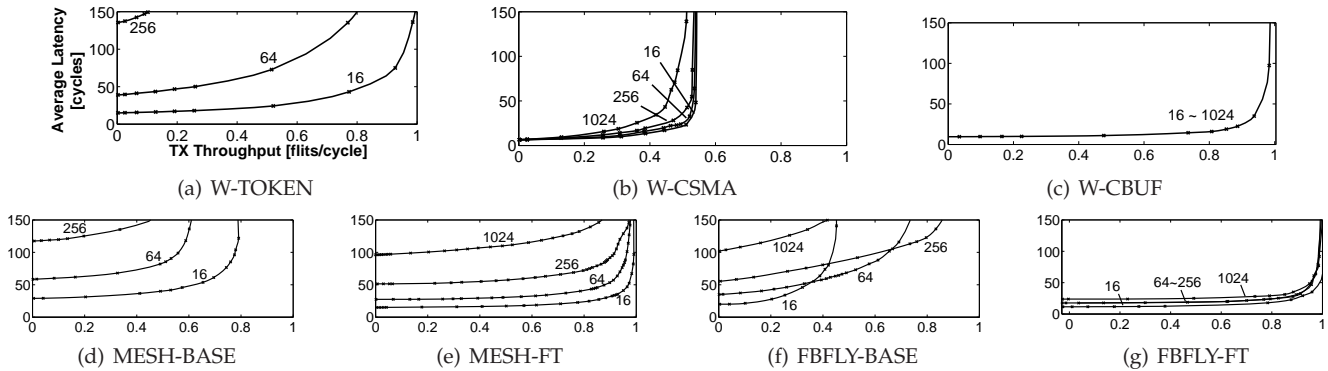 Average Latency
[cycles]
150
100
50
0
256
64
16
0 0.2 0.4 0.6 0.8 1
TX Throughput [flits/cycle]
(a) W-TOKEN
150
100
50
0
16
64
256
1024
0 0.2 0.4 0.6 0.8 1
(b) W-CSMA
150
100
50
0
16 ~ 1024
0 0.2 0.4 0.6 0.8 1
(c) W-CBUF
150
100
50
0
256
64
16
0 0.2 0.4 0.6 0.8 1
(d) MESH-BASE
150
100
50
0
1024
256
64
16
0 0.2 0.4 0.6 0.8 1
(e) MESH-FT
150
100
50
0
1024
256
64
16
0 0.2 0.4 0.6 0.8 1
(f) FBFLY-BASE
150
100
50
0
16
64~256
1024
0 0.2 0.4 0.6 0.8 1
(g) FBFLY-FT